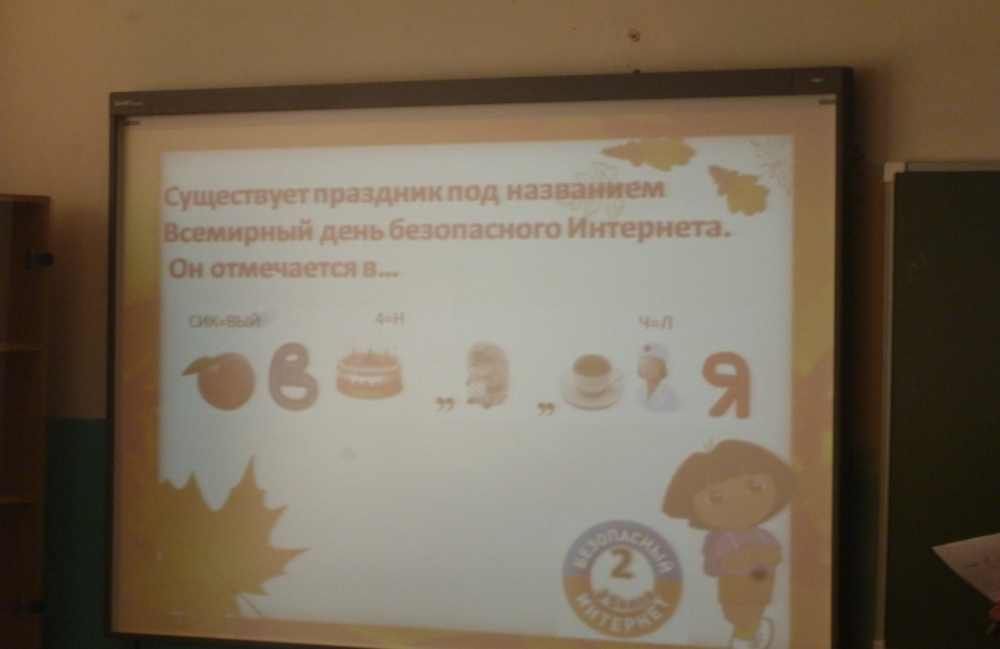 Существует праздник под названием
Всемирный день безопасного Интернета.
Он отмечается в...
СИК=ВЫЙ 4=Н Ч=Л
В ,, ,, Я
БЕЗОПАСНЫЙ
2
ИНТЕРНЕТ